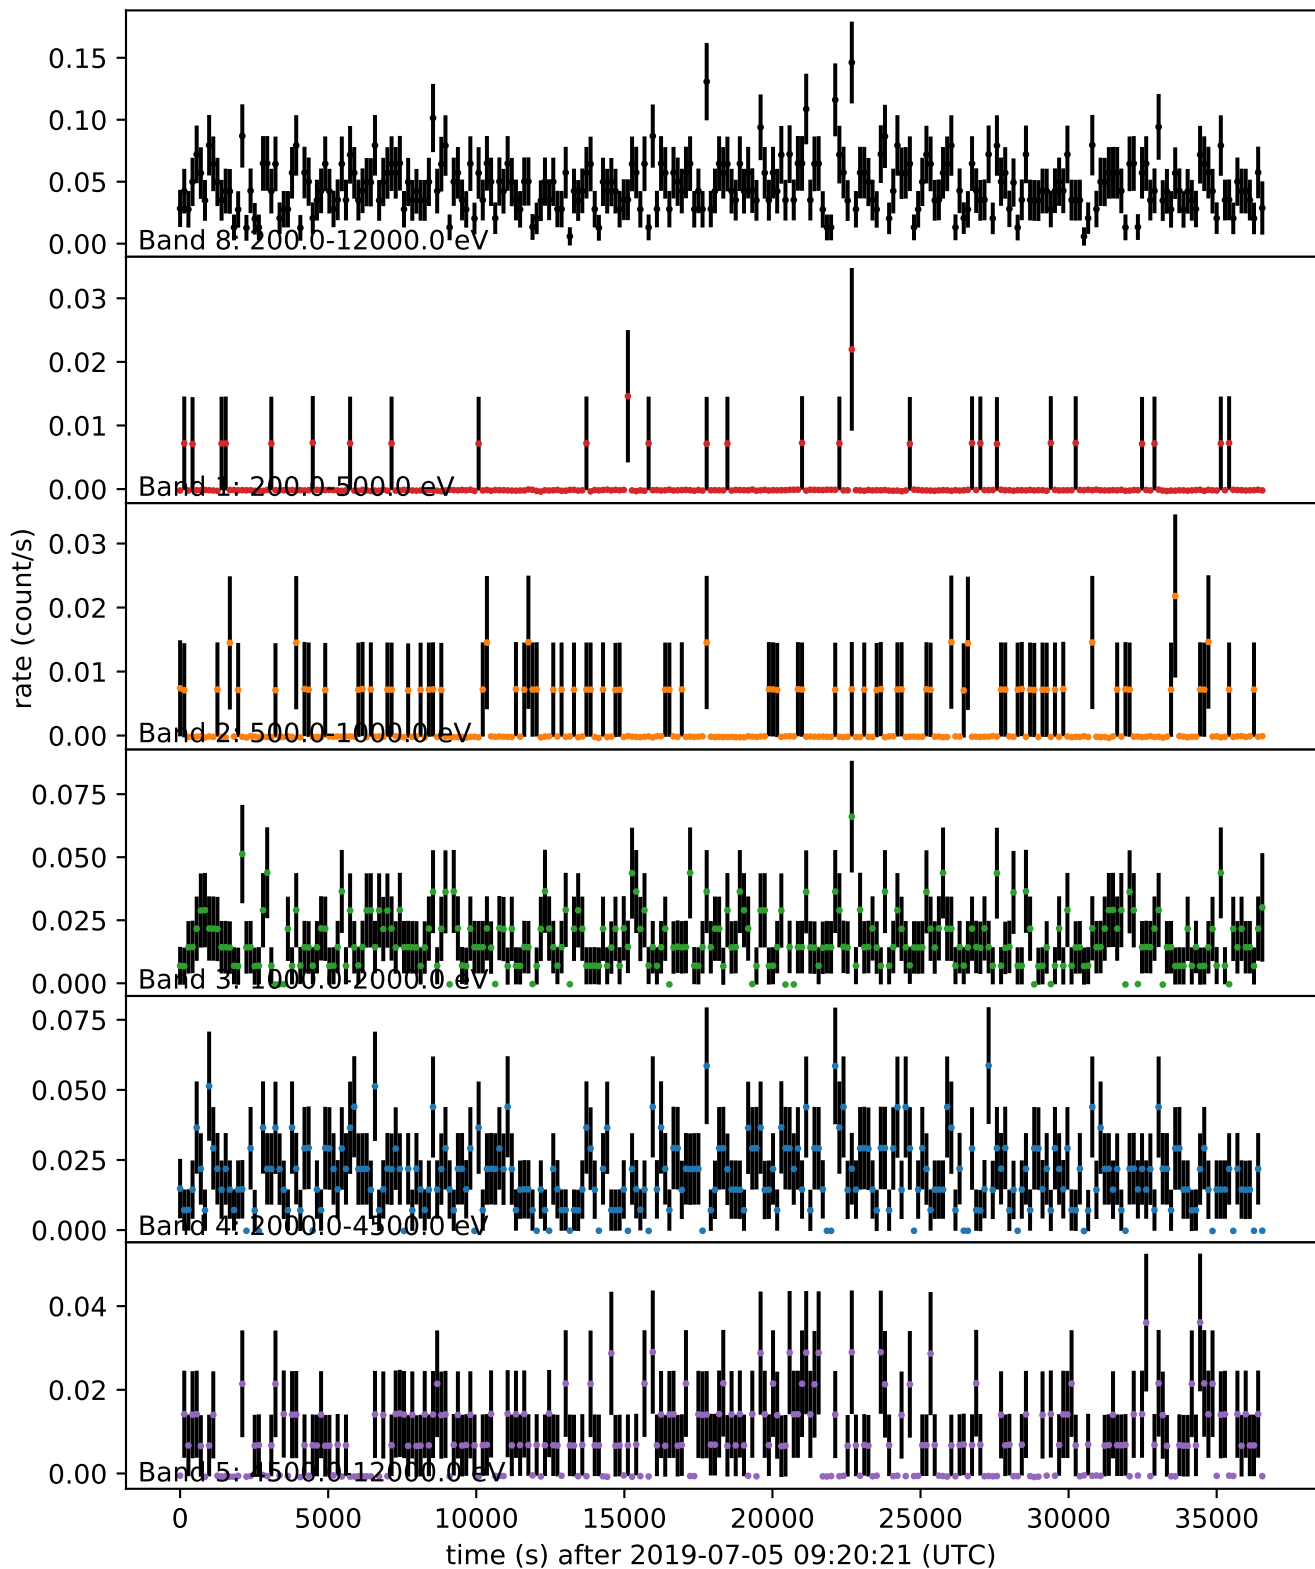 0.15
0.10
0.05
0.00
Band 8: 200.0-12000.0 eV
0.03
0.02
0.01
0.00
Band 1: 200.0-500.0 eV
rate (count/s)
0.03
0.02
0.01
0.00
Band 2: 500.0-1000.0 eV
0.075
0.050
0.025
0.000
Band 3: 1000.0-2000.0 eV
0.075
0.050
0.025
0.000
Band 4: 2000.0-4500.0 eV
0.04
0.02
0.00
Band 5: 4500.0-12000.0 eV
0 5000 10000 15000 20000 25000 30000 35000
time (s) after 2019-07-05 09:20:21 (UTC)